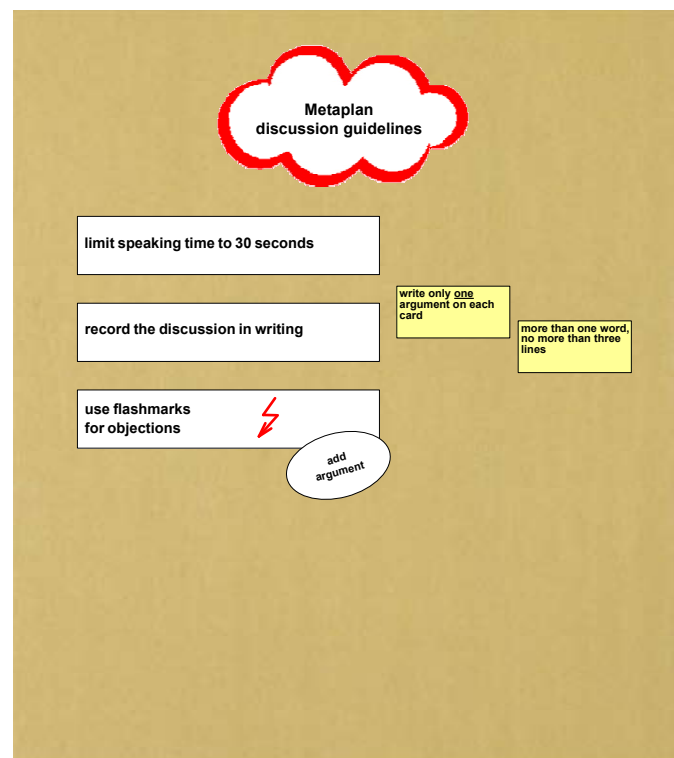 Metaplan
discussion guidelines
limit speaking time to 30 seconds
record the discussion in writing
write only one
argument on each
card
more than one word,
no more than three
lines
use flashmarks
for objections
add
argument